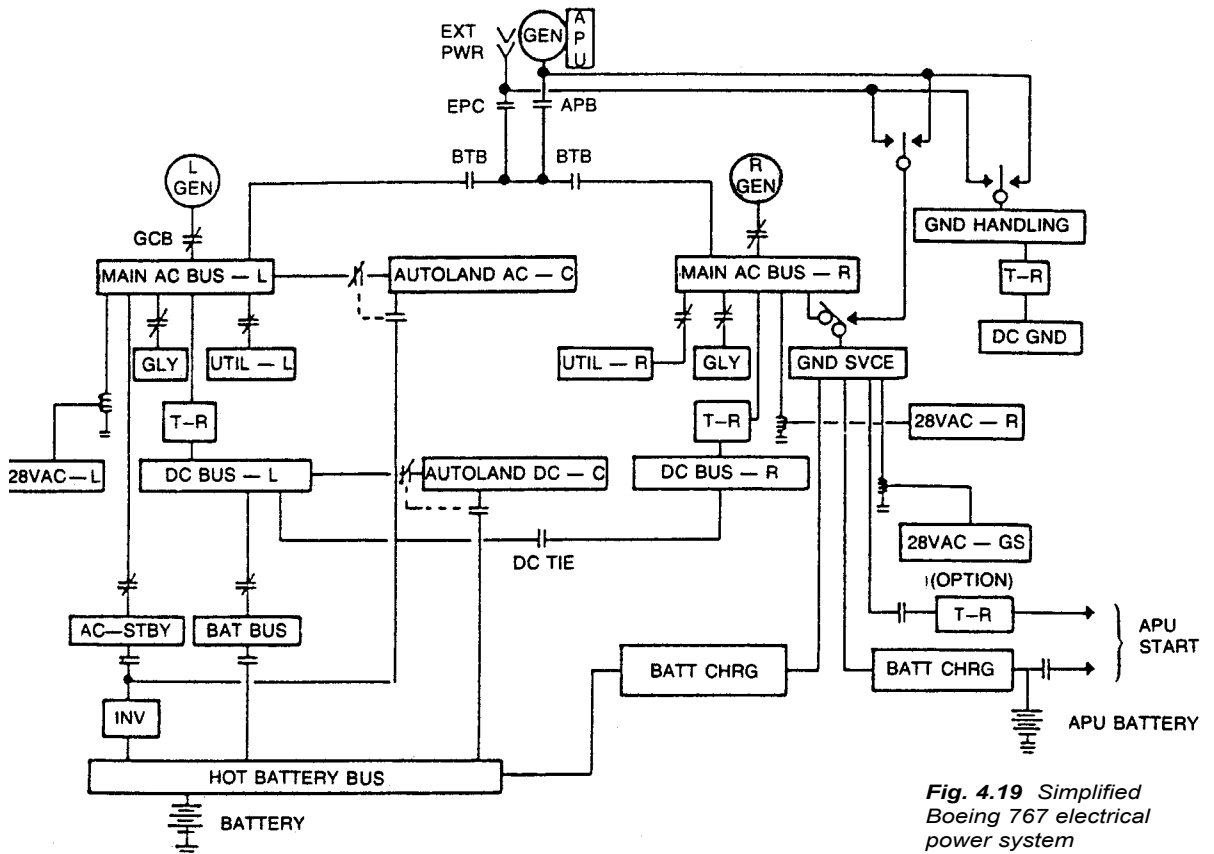 EXT
PWR
GEN
A
P
U
EPC
APB
BTB
BTB
L
GEN
R
GEN
GCB
GND HANDLING
MAIN AC BUS — L
AUTOLAND AC — C
MAIN AC BUS — R
T–R
DC GND
GLY
UTIL — L
UTIL — R
GLY
GND SVCE
T–R
T–R
28VAC — R
28VAC—L
DC BUS — L
AUTOLAND DC — C
DC BUS — R
DC TIE
28VAC — GS
(OPTION)
T–R
AC—STBY
BAT BUS
APU
START
BATT CHRG
BATT CHRG
INV
APU BATTERY
HOT BATTERY BUS
BATTERY
Fig. 4.19 Simplified
Boeing 767 electrical
power system